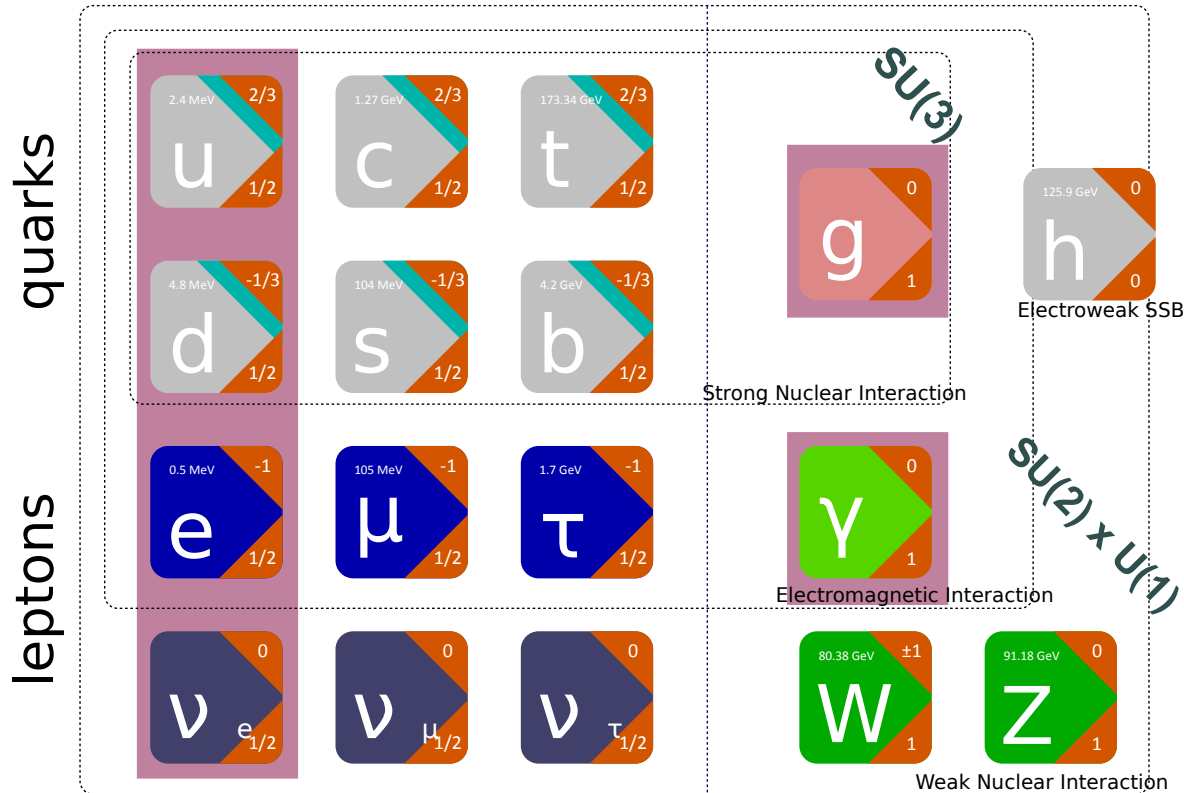 quarks
2.4 MeV
2/3
u
1/2
1.27 GeV
2/3
c
1/2
173.34 GeV
2/3
t
1/2
SU(3)
0
g
1
125.9 GeV
0
h
0
Electroweak SSB
4.8 MeV
-1/3
d
1/2
104 MeV
-1/3
s
1/2
4.2 GeV
-1/3
b
1/2
Strong Nuclear Interaction
leptons
0.5 MeV
-1
e
1/2
105 MeV
-1
μ
1/2
1.7 GeV
-1
τ
1/2
0
γ
1
SU(2) x U(1)
Electromagnetic Interaction
0
ν e
1/2
0
ν μ
1/2
0
ν τ
1/2
80.38 GeV
±1
W
1
91.18 GeV
0
Z
1
Weak Nuclear Interaction